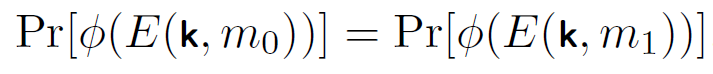 Pr[ϕ(E(k, m₀))] = Pr[ϕ(E(k, m₁))]